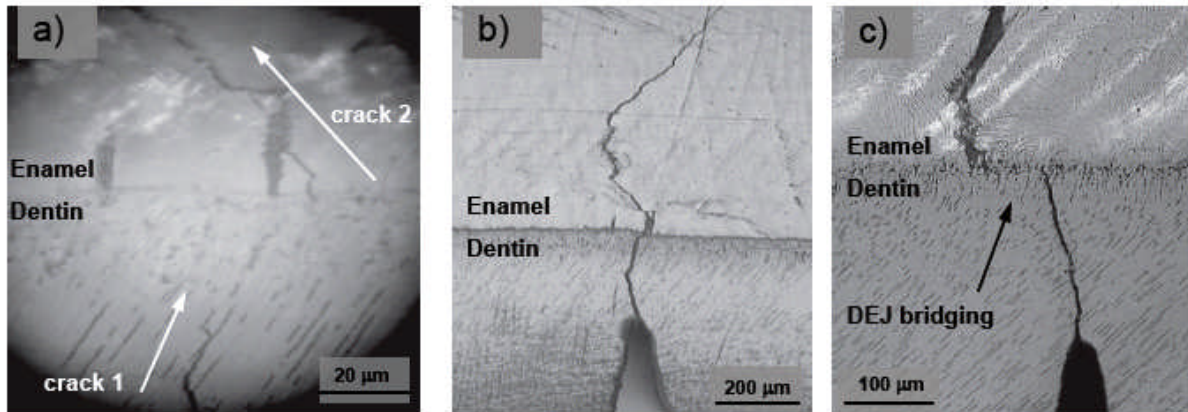 a)
crack 2
Enamel
Dentin
crack 1
20 μm
b)
Enamel
Dentin
200 μm
c)
Enamel
Dentin
DEJ bridging
100 μm